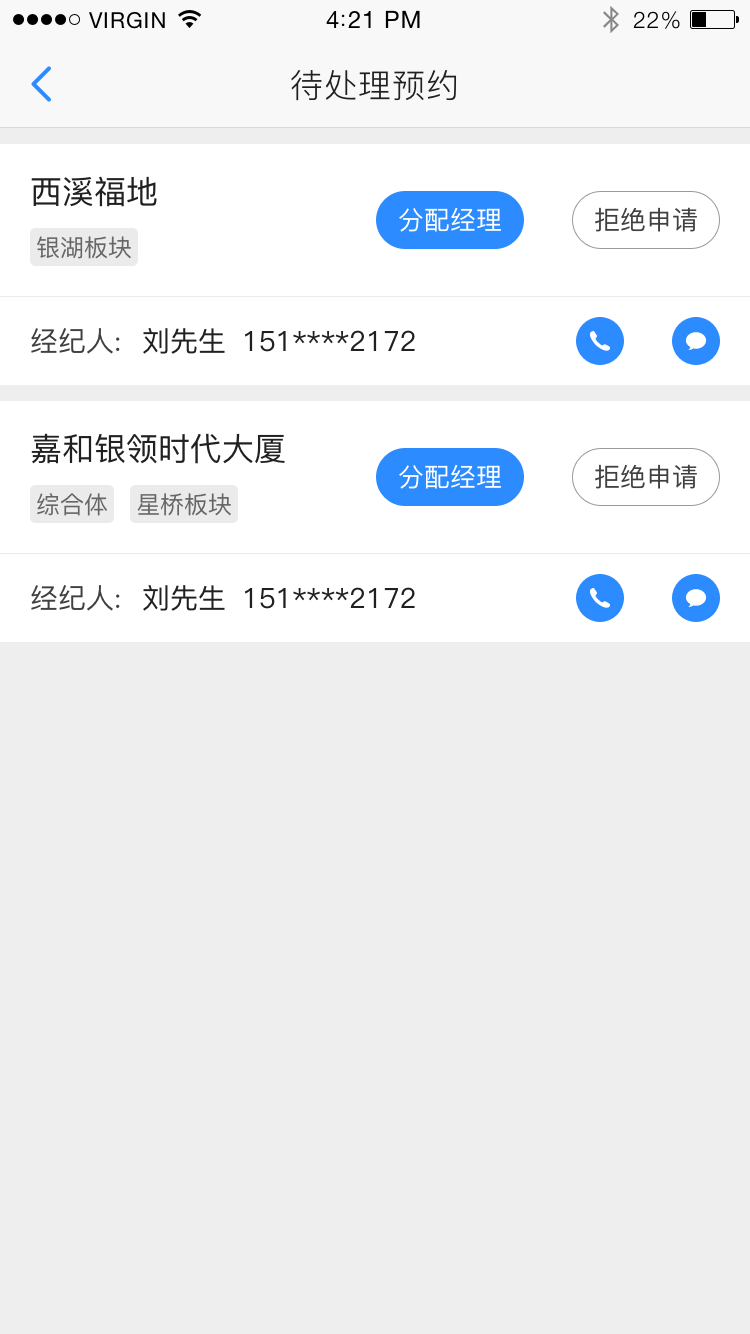 VIRGIN 4:21 PM 22%
待处理预约
西溪福地
分配经理 拒绝申请
银湖板块
经纪人: 刘先生 151****2172
嘉和银领时代大厦
分配经理 拒绝申请
综合体 星桥板块
经纪人: 刘先生 151****2172